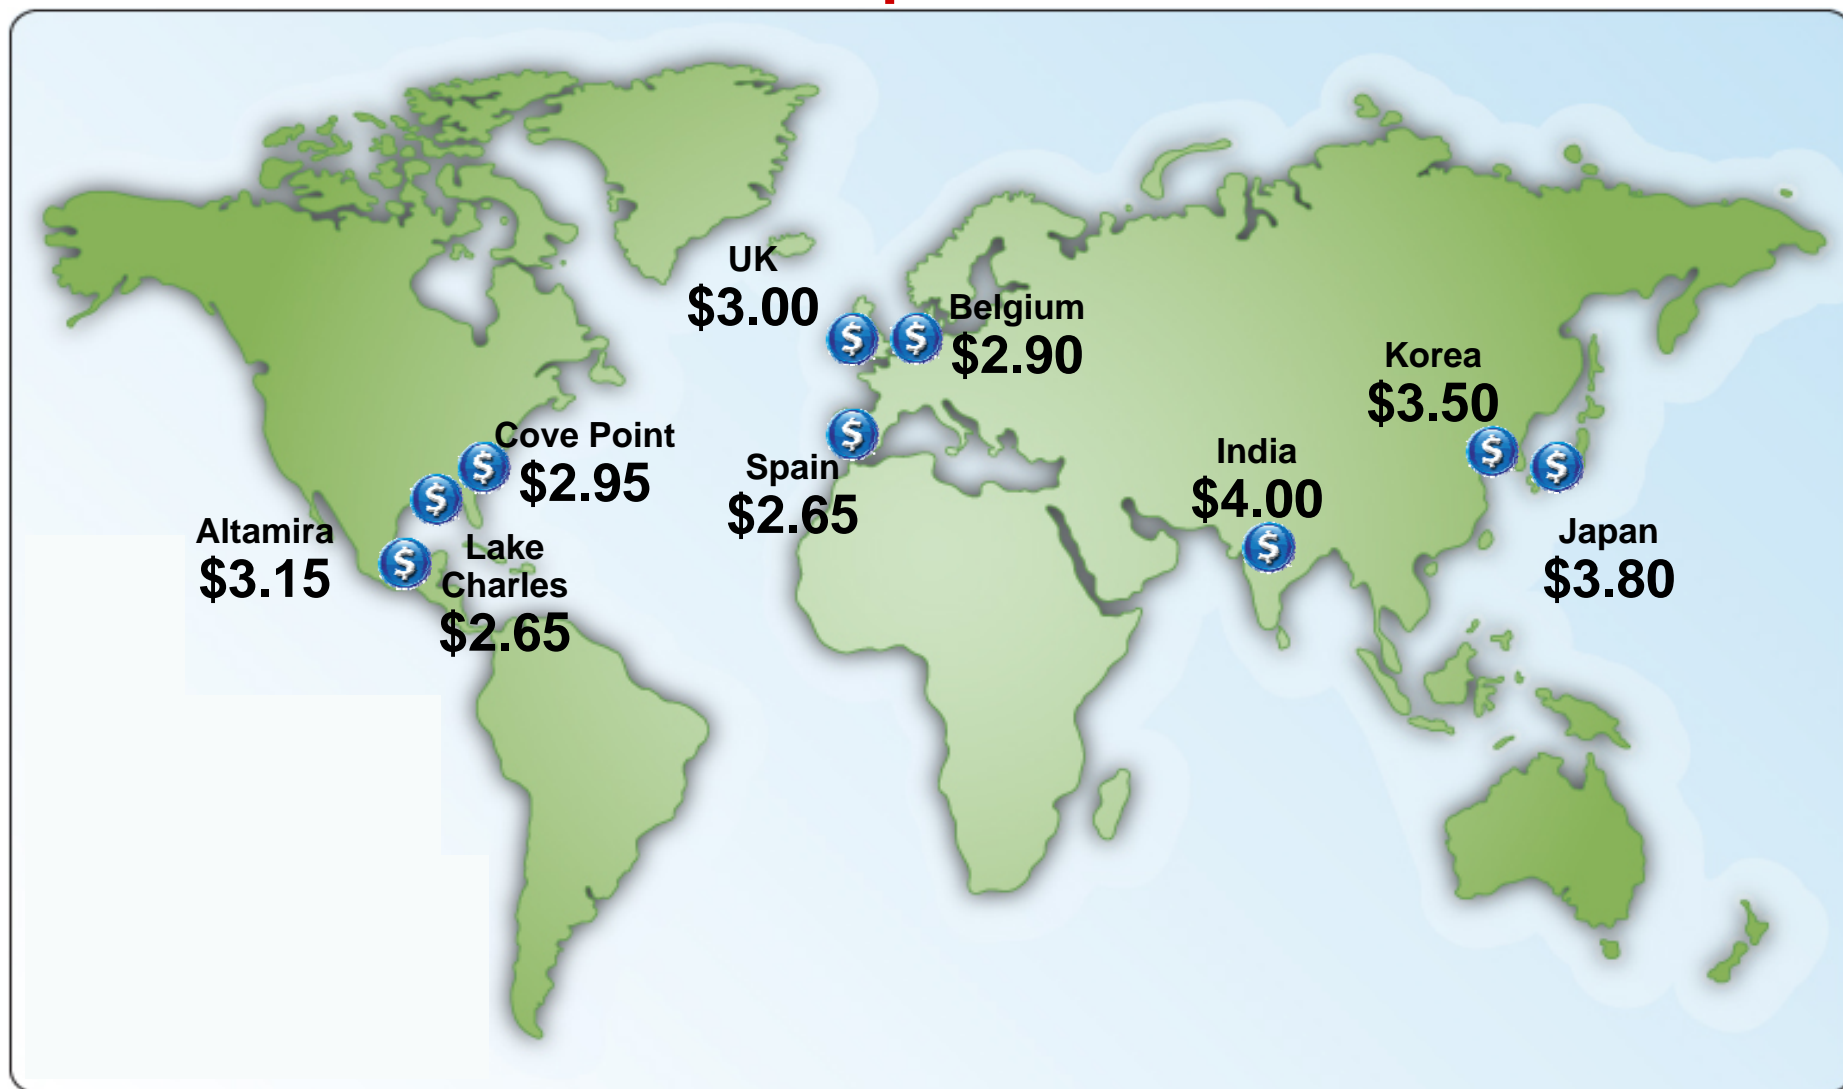 UK
$3.00
Belgium
$2.90
Korea
$3.50
Cove Point
$2.95
Spain
$2.65
India
$4.00
Altamira
$3.15
Lake
Charles
$2.65
Japan
$3.80